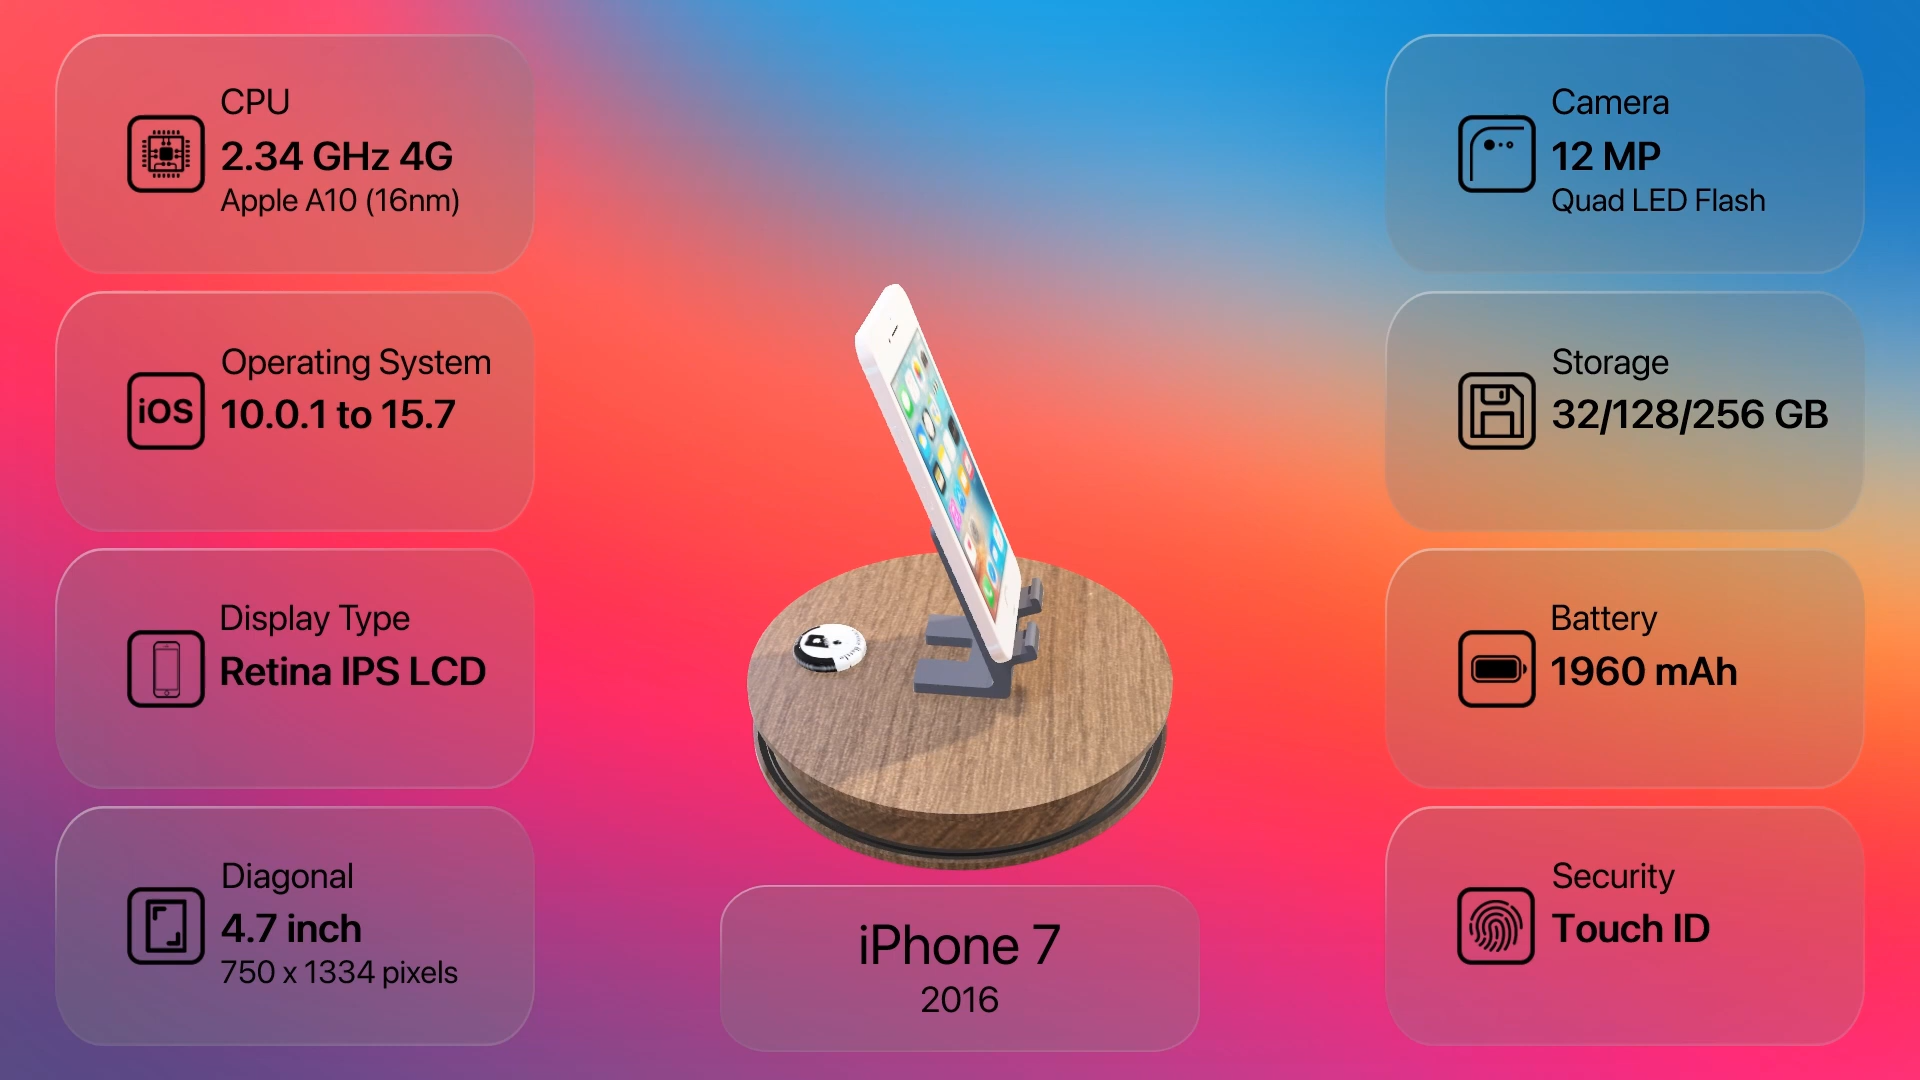 CPU
2.34 GHz 4G
Apple A10 (16nm)
iOS
Operating System
10.0.1 to 15.7
Display Type
Retina IPS LCD
Diagonal
4.7 inch
750 x 1334 pixels
iPhone 7
2016
Camera
12 MP
Quad LED Flash
Storage
32/128/256 GB
Battery
1960 mAh
Security
Touch ID